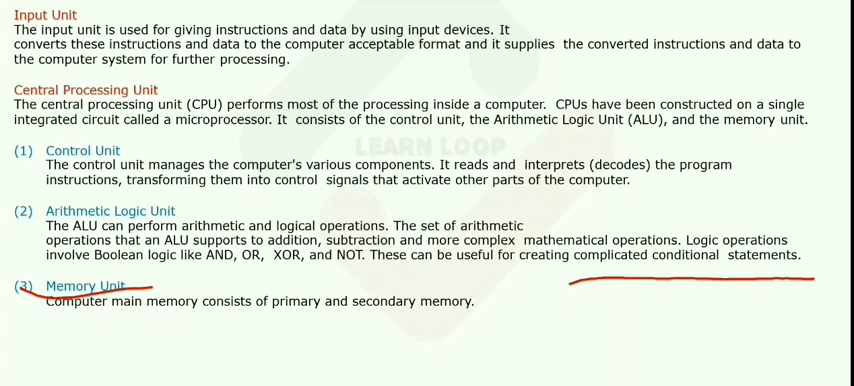 Input Unit
The input unit is used for giving instructions and data by using input devices. It
converts these instructions and data to the computer acceptable format and it supplies the converted instructions and data to
the computer system for further processing.
Central Processing Unit
The central processing unit (CPU) performs most of the processing inside a computer. CPUs have been constructed on a single
integrated circuit called a microprocessor. It consists of the control unit, the Arithmetic Logic Unit (ALU), and the memory unit.
LEARN LOOP
(1) Control Unit
The control unit manages the computer's various components. It reads and interprets (decodes) the program
instructions, transforming them into control signals that activate other parts of the computer.
(2) Arithmetic Logic Unit
The ALU can perform arithmetic and logical operations. The set of arithmetic
operations that an ALU supports to addition, subtraction and more complex mathematical operations. Logic operations
involve Boolean logic like AND, OR, XOR, and NOT. These can be useful for creating complicated conditional statements.
(3) Memory Unit
Computer main memory consists of primary and secondary memory.